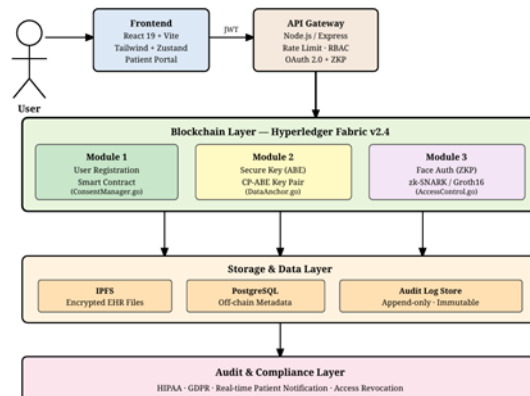 Frontend
React 19 + Vite
Tailwind + Zustand
Patient Portal
JWT
API Gateway
Node.js / Express
Rate Limit · RBAC
OAuth 2.0 + ZKP
User
Blockchain Layer — Hyperledger Fabric v2.4
Module 1
User Registration
Smart Contract
(ConsentManager.go)
Module 2
Secure Key (ABE)
CP-ABE Key Pair
(DataAnchor.go)
Module 3
Face Auth (ZKP)
zk-SNARK / Groth16
(AccessControl.go)
Storage & Data Layer
IPFS
Encrypted EHR Files
PostgreSQL
Off-chain Metadata
Audit Log Store
Append-only · Immutable
Audit & Compliance Layer
HIPAA · GDPR · Real-time Patient Notification · Access Revocation